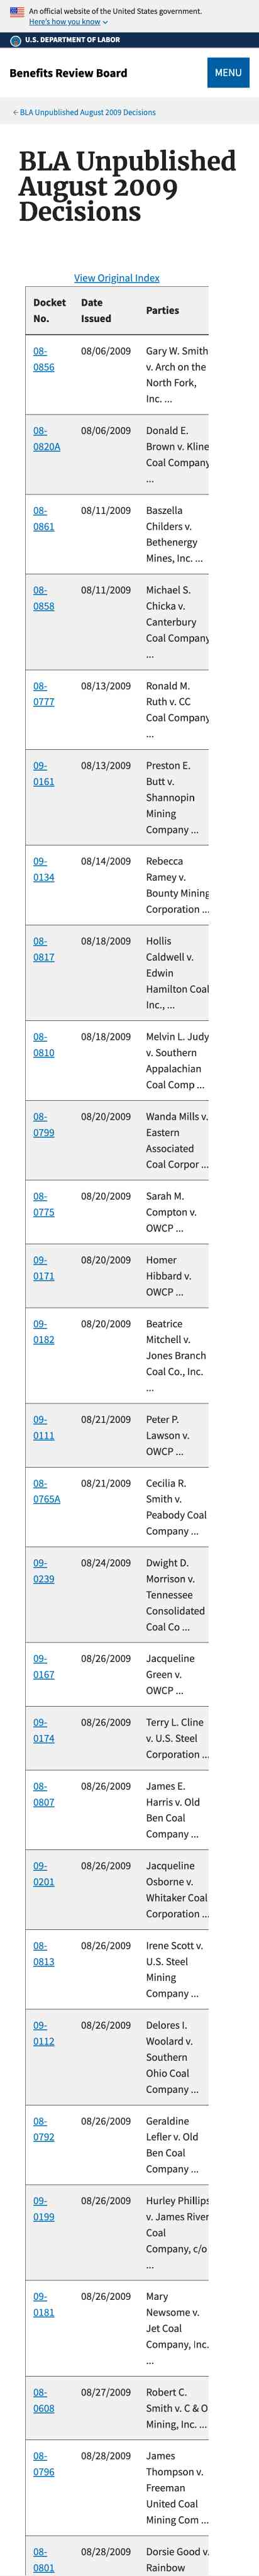 An official website of the United States government.
Here's how you know
U.S. DEPARTMENT OF LABOR
Benefits Review Board
MENU
← BLA Unpublished August 2009 Decisions
BLA Unpublished
August 2009
Decisions
View Original Index
Docket No. Date Issued Parties
08-0856 08/06/2009 Gary W. Smith v. Arch on the North Fork, Inc. ...
08-0820A 08/06/2009 Donald E. Brown v. Kline Coal Company ...
08-0861 08/11/2009 Baszella Childers v. Bethenergy Mines, Inc. ...
08-0858 08/11/2009 Michael S. Chicka v. Canterbury Coal Company ...
08-0777 08/13/2009 Ronald M. Ruth v. CC Coal Company ...
09-0161 08/13/2009 Preston E. Butt v. Shannopin Mining Company ...
09-0134 08/14/2009 Rebecca Ramey v. Bounty Mining Corporation ...
08-0817 08/18/2009 Hollis Caldwell v. Edwin Hamilton Coal Inc., ...
08-0810 08/18/2009 Melvin L. Judy v. Southern Appalachian Coal Comp ...
08-0799 08/20/2009 Wanda Mills v. Eastern Associated Coal Corpor ...
08-0775 08/20/2009 Sarah M. Compton v. OWCP ...
09-0171 08/20/2009 Homer Hibbard v. OWCP ...
09-0182 08/20/2009 Beatrice Mitchell v. Jones Branch Coal Co., Inc. ...
09-0111 08/21/2009 Peter P. Lawson v. OWCP ...
08-0765A 08/21/2009 Cecilia R. Smith v. Peabody Coal Company ...
09-0239 08/24/2009 Dwight D. Morrison v. Tennessee Consolidated Coal Co ...
09-0167 08/26/2009 Jacqueline Green v. OWCP ...
09-0174 08/26/2009 Terry L. Cline v. U.S. Steel Corporation ...
08-0807 08/26/2009 James E. Harris v. Old Ben Coal Company ...
09-0201 08/26/2009 Jacqueline Osborne v. Whitaker Coal Corporation ...
08-0813 08/26/2009 Irene Scott v. U.S. Steel Mining Company ...
09-0112 08/26/2009 Delores I. Woolard v. Southern Ohio Coal Company ...
08-0792 08/26/2009 Geraldine Lefler v. Old Ben Coal Company ...
09-0199 08/26/2009 Hurley Phillips v. James River Coal Company, c/o ...
09-0181 08/26/2009 Mary Newsome v. Jet Coal Company, Inc. ...
08-0608 08/27/2009 Robert C. Smith v. C & O Mining, Inc. ...
08-0796 08/28/2009 James Thompson v. Freeman United Coal Mining Com ...
08-0801 08/28/2009 Dorsie Good v. Rainbow